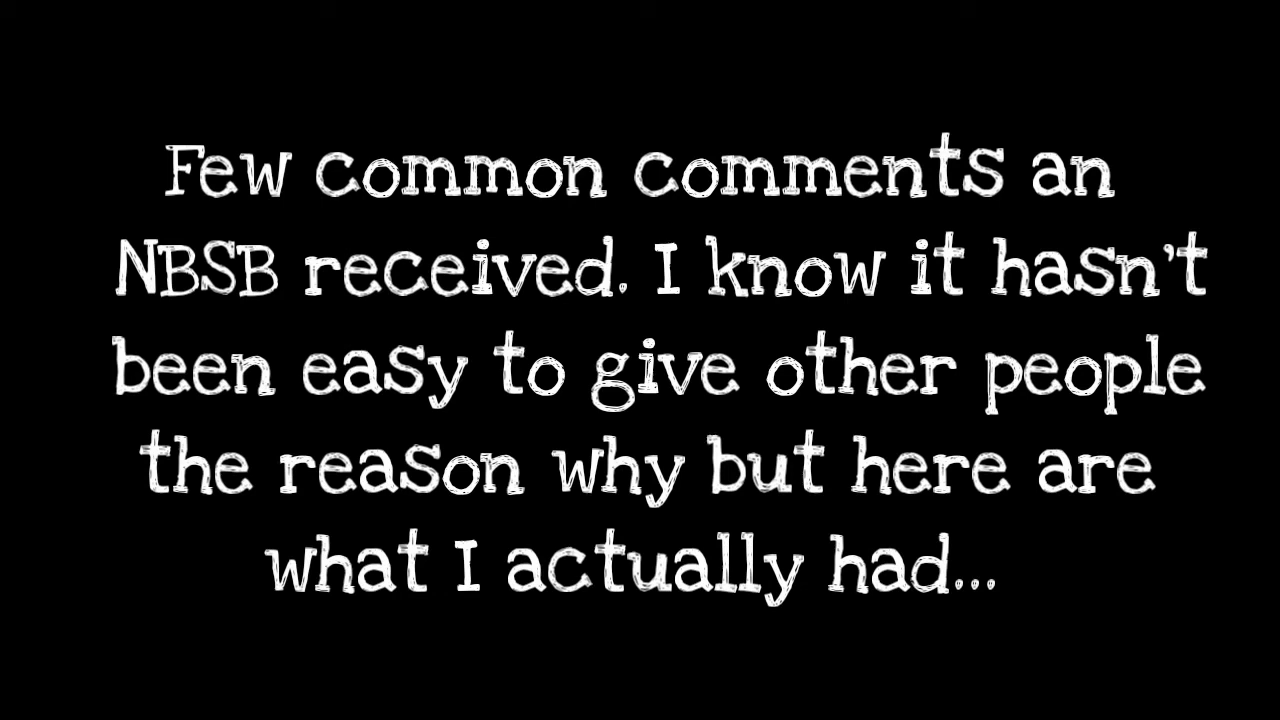 Few common comments an
NBSB received. I know it hasn't
been easy to give other people
the reason why but here are
what I actually had...